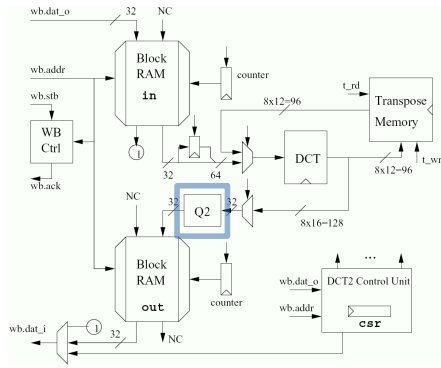 wb.dat_o
32
NC
Block
RAM
in
counter
wb.addr
wb.stb
WB
Ctrl
wb.ack
1
32
64
8x12=96
t_rd
Transpose
Memory
t_wr
8x12=96
DCT
NC
32
Q2
32
8x16=128
Block
RAM
out
counter
...
wb.dat_o
DCT2 Control Unit
wb.addr
csr
wb.dat_i
1
32
NC